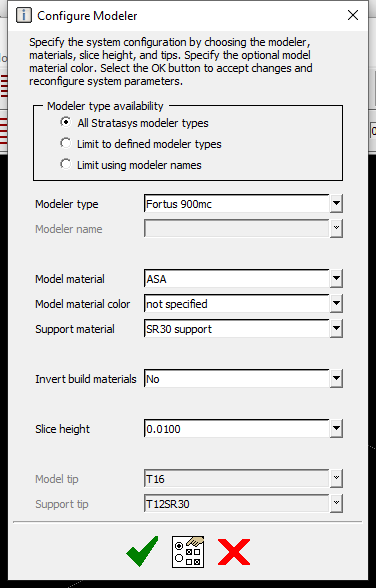 Configure Modeler
Specify the system configuration by choosing the modeler,
materials, slice height, and tips. Specify the optional model
material color. Select the OK button to accept changes and
reconfigure system parameters.
Modeler type availability
All Stratasys modeler types
Limit to defined modeler types
Limit using modeler names
Modeler type Fortus 900mc
Modeler name
Model material ASA
Model material color not specified
Support material SR30 support
Invert build materials No
Slice height 0.0100
Model tip T16
Support tip T12SR30